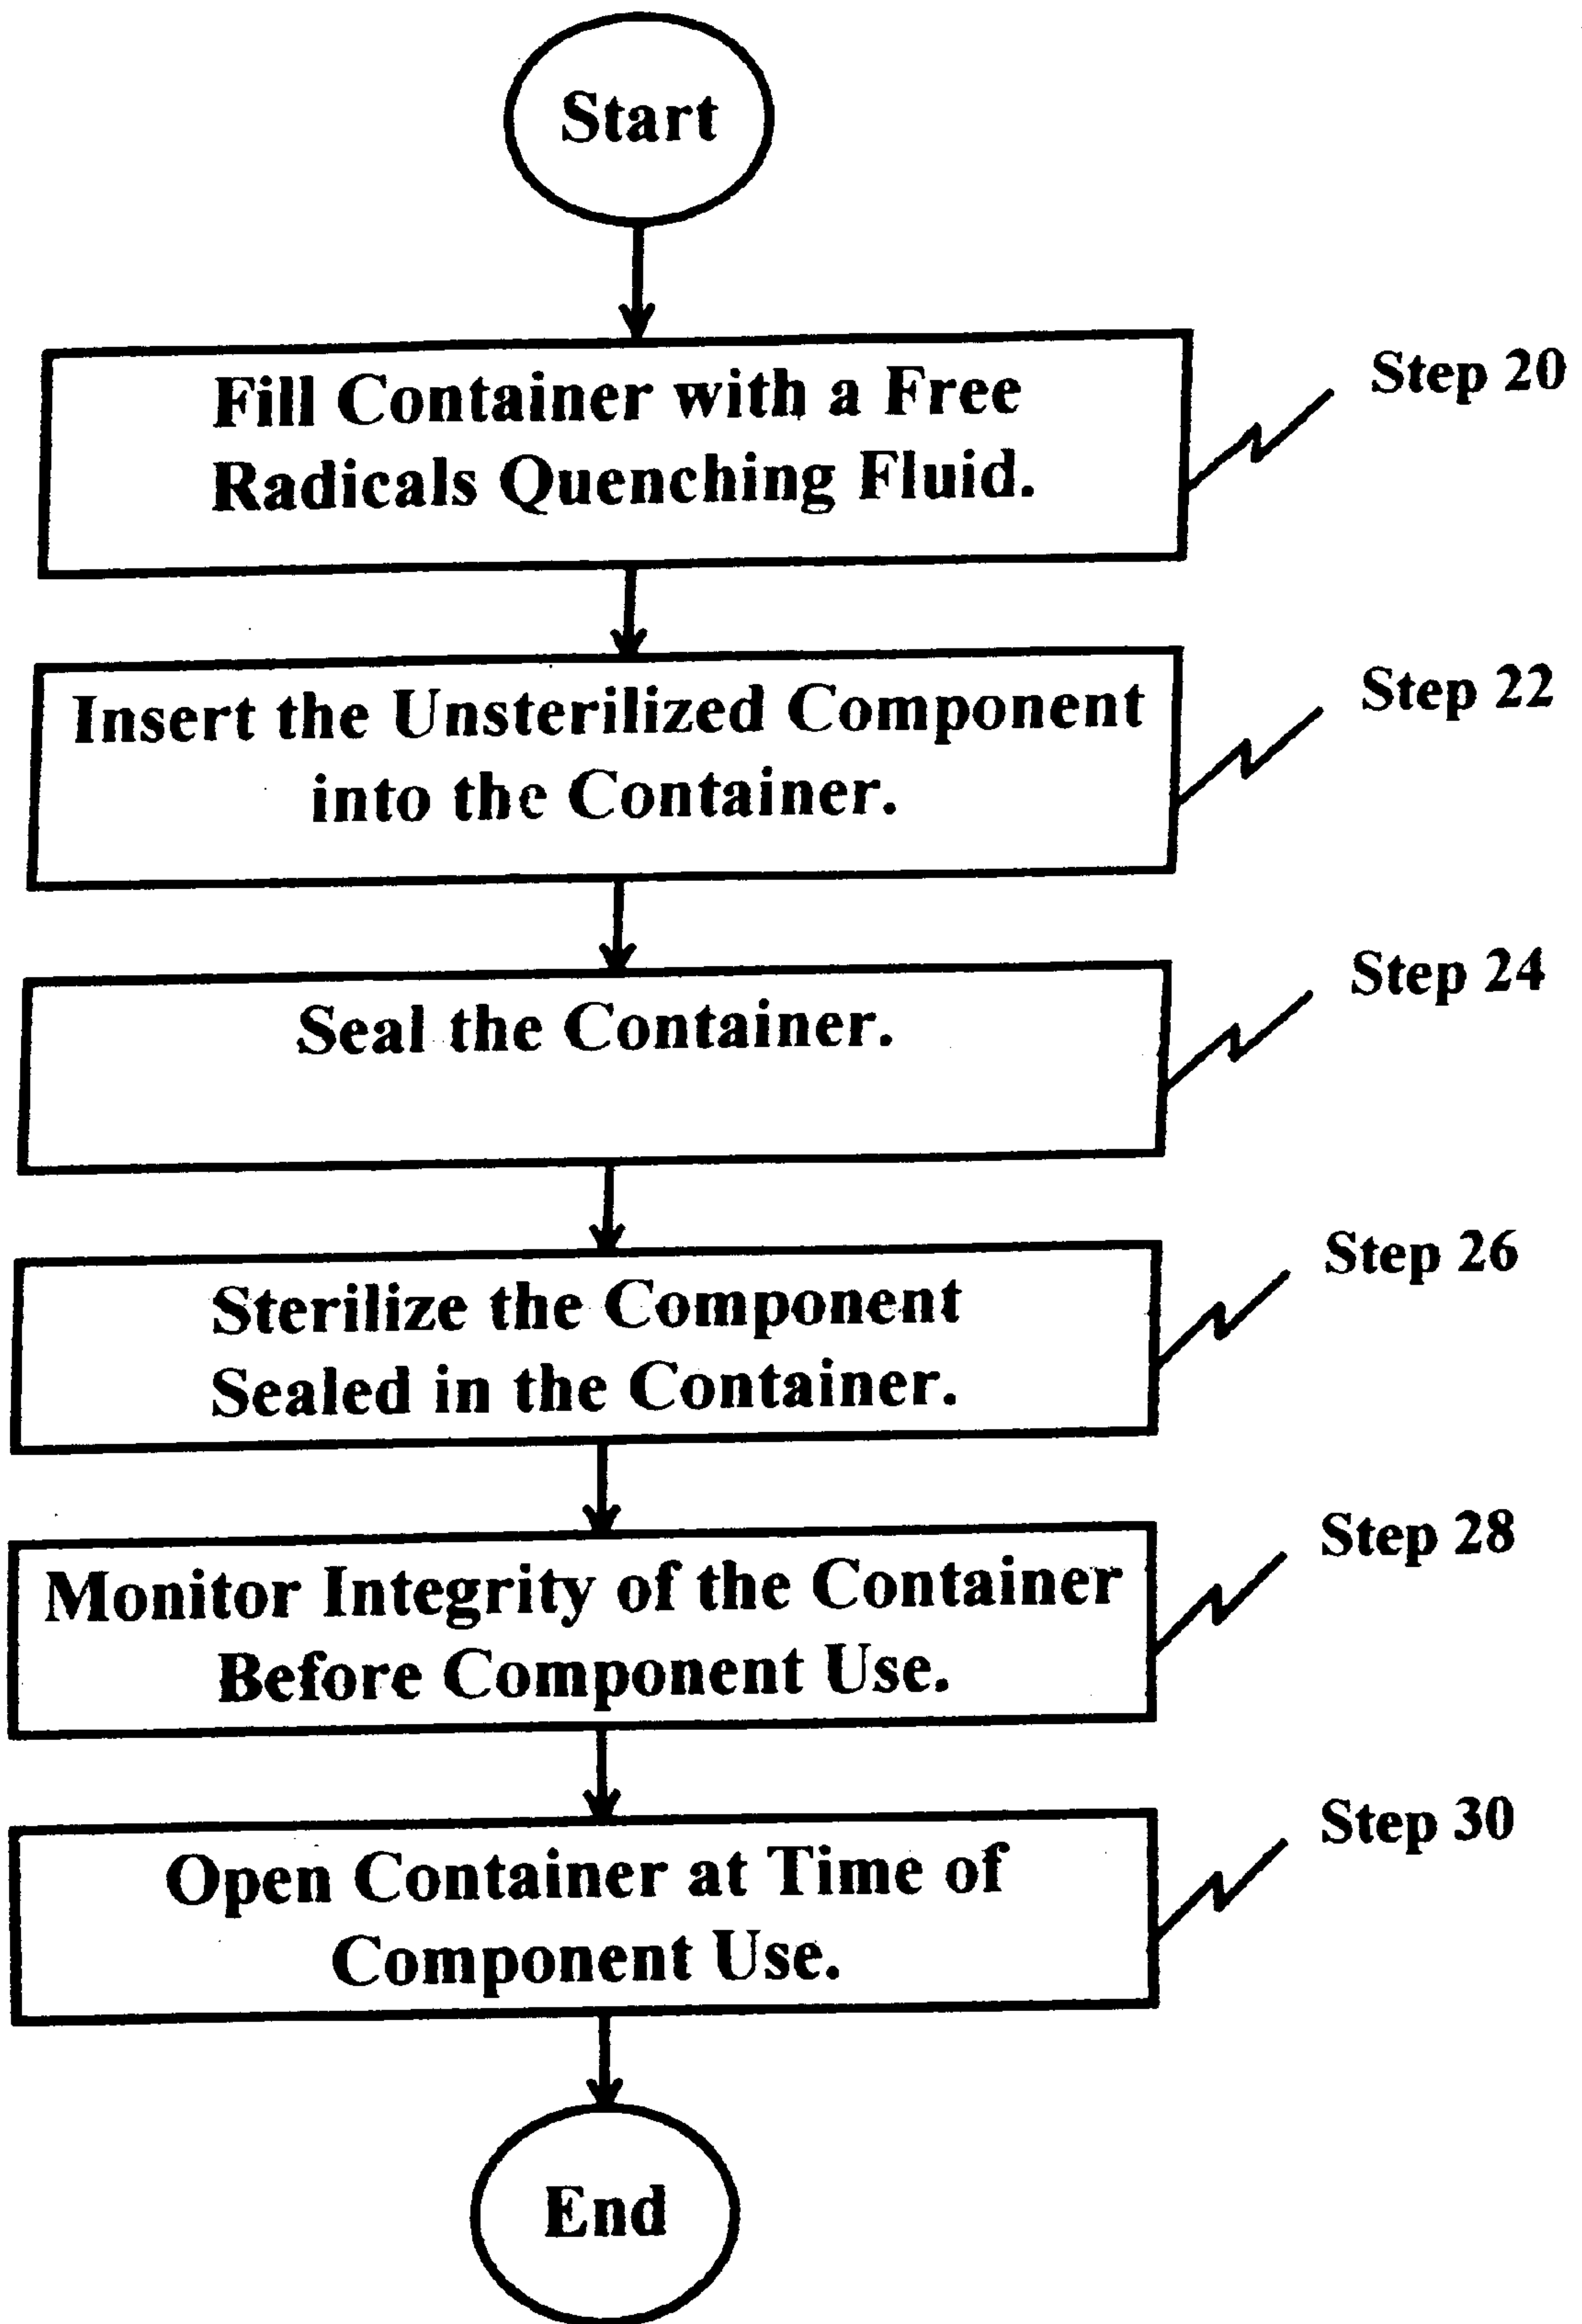 Start
Fill Container with a Free
Radicals Quenching Fluid.
Step 20
Insert the Unsterilized Component
into the Container.
Step 22
Seal the Container.
Step 24
Sterilize the Component
Sealed in the Container.
Step 26
Monitor Integrity of the Container
Before Component Use.
Step 28
Open Container at Time of
Component Use.
Step 30
End